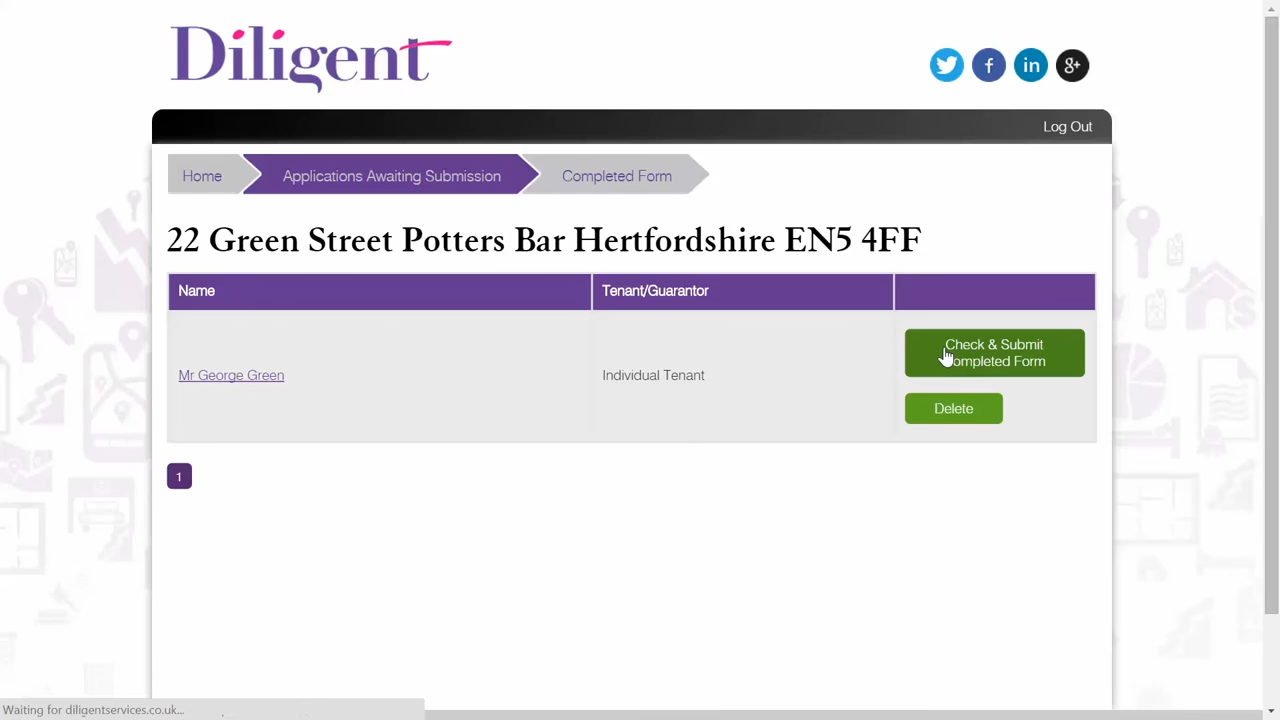 Diligent
Log Out
Home
Applications Awaiting Submission
Completed Form
22 Green Street Potters Bar Hertfordshire EN5 4FF
Name
Tenant/Guarantor
Mr George Green
Individual Tenant
Check & Submit
Completed Form
Delete
1
Waiting for diligentservices.co.uk...